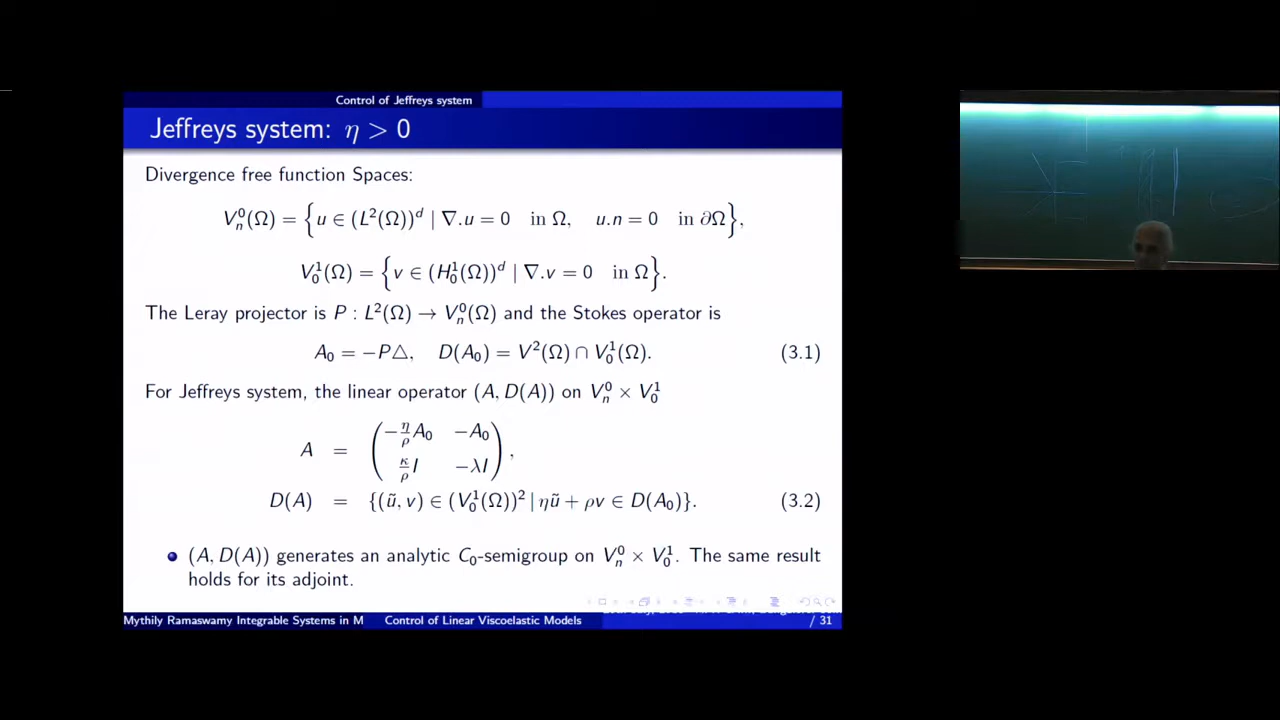 Control of Jeffreys system
Jeffreys system: η > 0
Divergence free function Spaces:
V_n^0(Ω) = {u ∈ (L^2(Ω))^d | ∇.u = 0 in Ω, u.n = 0 in ∂Ω},
V_0^1(Ω) = {v ∈ (H_0^1(Ω))^d | ∇.v = 0 in Ω}.
The Leray projector is P : L^2(Ω) → V_n^0(Ω) and the Stokes operator is
A_0 = −P△, D(A_0) = V^2(Ω) ∩ V_0^1(Ω). (3.1)
For Jeffreys system, the linear operator (A, D(A)) on V_n^0 × V_0^1
A = ( −η/ρ A_0 −A_0
κ/ρ I −λI ),
D(A) = {(ũ, v) ∈ (V_0^1(Ω))^2 | ηũ + ρv ∈ D(A_0)}. (3.2)
(A, D(A)) generates an analytic C_0-semigroup on V_n^0 × V_0^1. The same result
holds for its adjoint.
Mythily Ramaswamy Integrable Systems in M Control of Linear Viscoelastic Models / 31